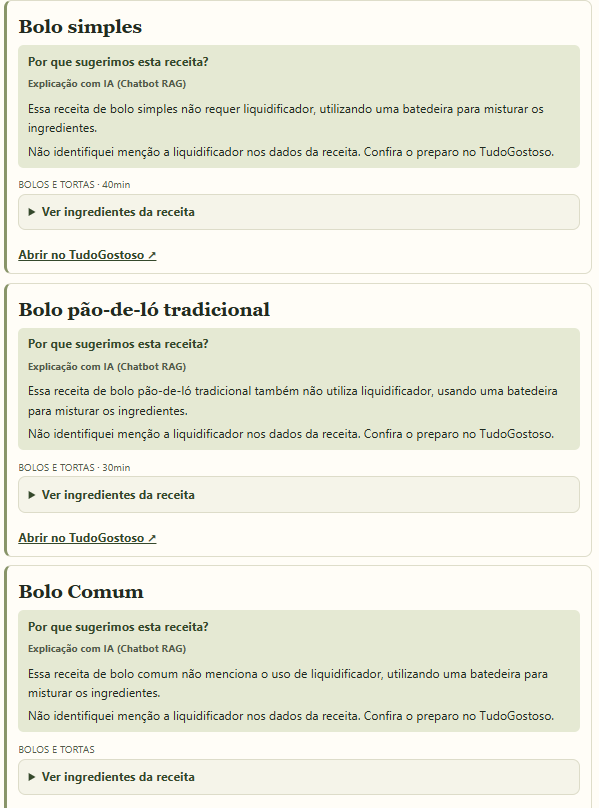 Bolo simples
Por que sugerimos esta receita?
Explicação com IA (Chatbot RAG)
Essa receita de bolo simples não requer liquidificador, utilizando uma batedeira para misturar os
ingredientes.
Não identifiquei menção a liquidificador nos dados da receita. Confira o preparo no TudoGostoso.
BOLOS E TORTAS · 40min
▶ Ver ingredientes da receita
Abrir no TudoGostoso ↗
Bolo pão-de-ló tradicional
Por que sugerimos esta receita?
Explicação com IA (Chatbot RAG)
Essa receita de bolo pão-de-ló tradicional também não utiliza liquidificador, usando uma batedeira
para misturar os ingredientes.
Não identifiquei menção a liquidificador nos dados da receita. Confira o preparo no TudoGostoso.
BOLOS E TORTAS · 30min
▶ Ver ingredientes da receita
Abrir no TudoGostoso ↗
Bolo Comum
Por que sugerimos esta receita?
Explicação com IA (Chatbot RAG)
Essa receita de bolo comum não menciona o uso de liquidificador, utilizando uma batedeira para
misturar os ingredientes.
Não identifiquei menção a liquidificador nos dados da receita. Confira o preparo no TudoGostoso.
BOLOS E TORTAS
▶ Ver ingredientes da receita